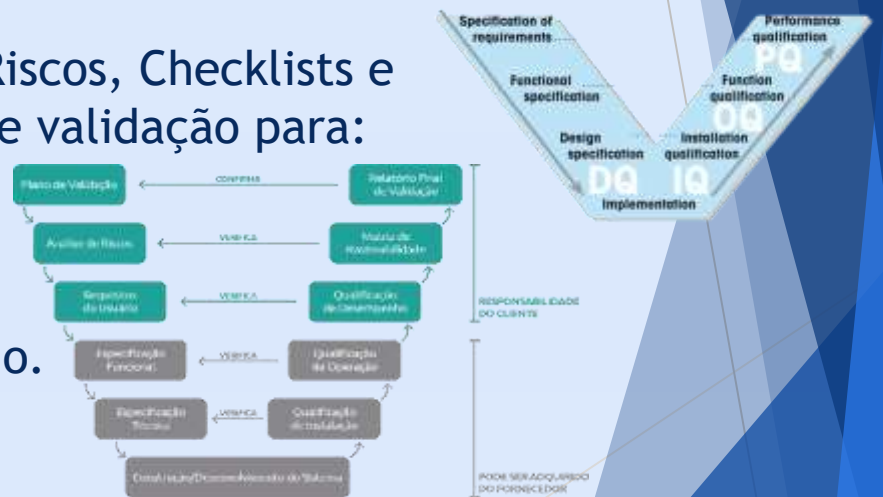 Riscos, Checklists e
e validação para:
o.
Specification of
requirements
Functional
specification
Design
specification
DQ
Implementation
IQ
Installation
qualification
OQ
Function
qualification
PQ
Performance
qualification
Plano de Validação
CONFIRMA
Relatório Final
de Validação
Análise de Riscos
VERIFICA
Matriz de
Rastreabilidade
Requisitos
do Usuário
VERIFICA
Qualificação
de Desempenho
RESPONSABILIDADE
DO CLIENTE
Especificação
Funcional
VERIFICA
Qualificação
de Operação
Especificação
Técnica
VERIFICA
Qualificação
de Instalação
Construção/Desenvolvimento do Sistema
PODE SER ADQUIRIDO
DO FORNECEDOR